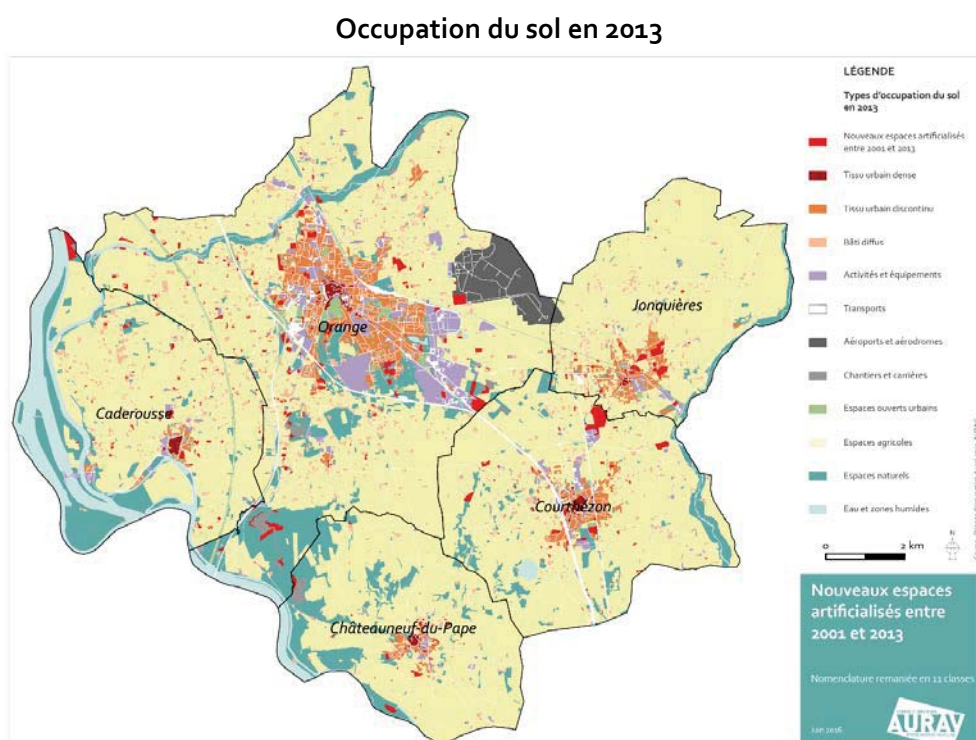 Occupation du sol en 2013
LÉGENDE
Types d'occupation du sol
en 2013
Nouveaux espaces artificialisés
entre 2001 et 2013
Tissu urbain dense
Tissu urbain discontinu
Bâti diffus
Activités et équipements
Transports
Aéroports et aérodromes
Chantiers et carrières
Espaces ouverts urbains
Espaces agricoles
Espaces naturels
Eau et zones humides
Orange
Jonquières
Caderousse
Courthézon
Châteauneuf-du-Pape
0 2 km
N
Nouveaux espaces
artificialisés entre
2001 et 2013
Nomenclature remaniée en 11 classes
Juin 2016
AURAV